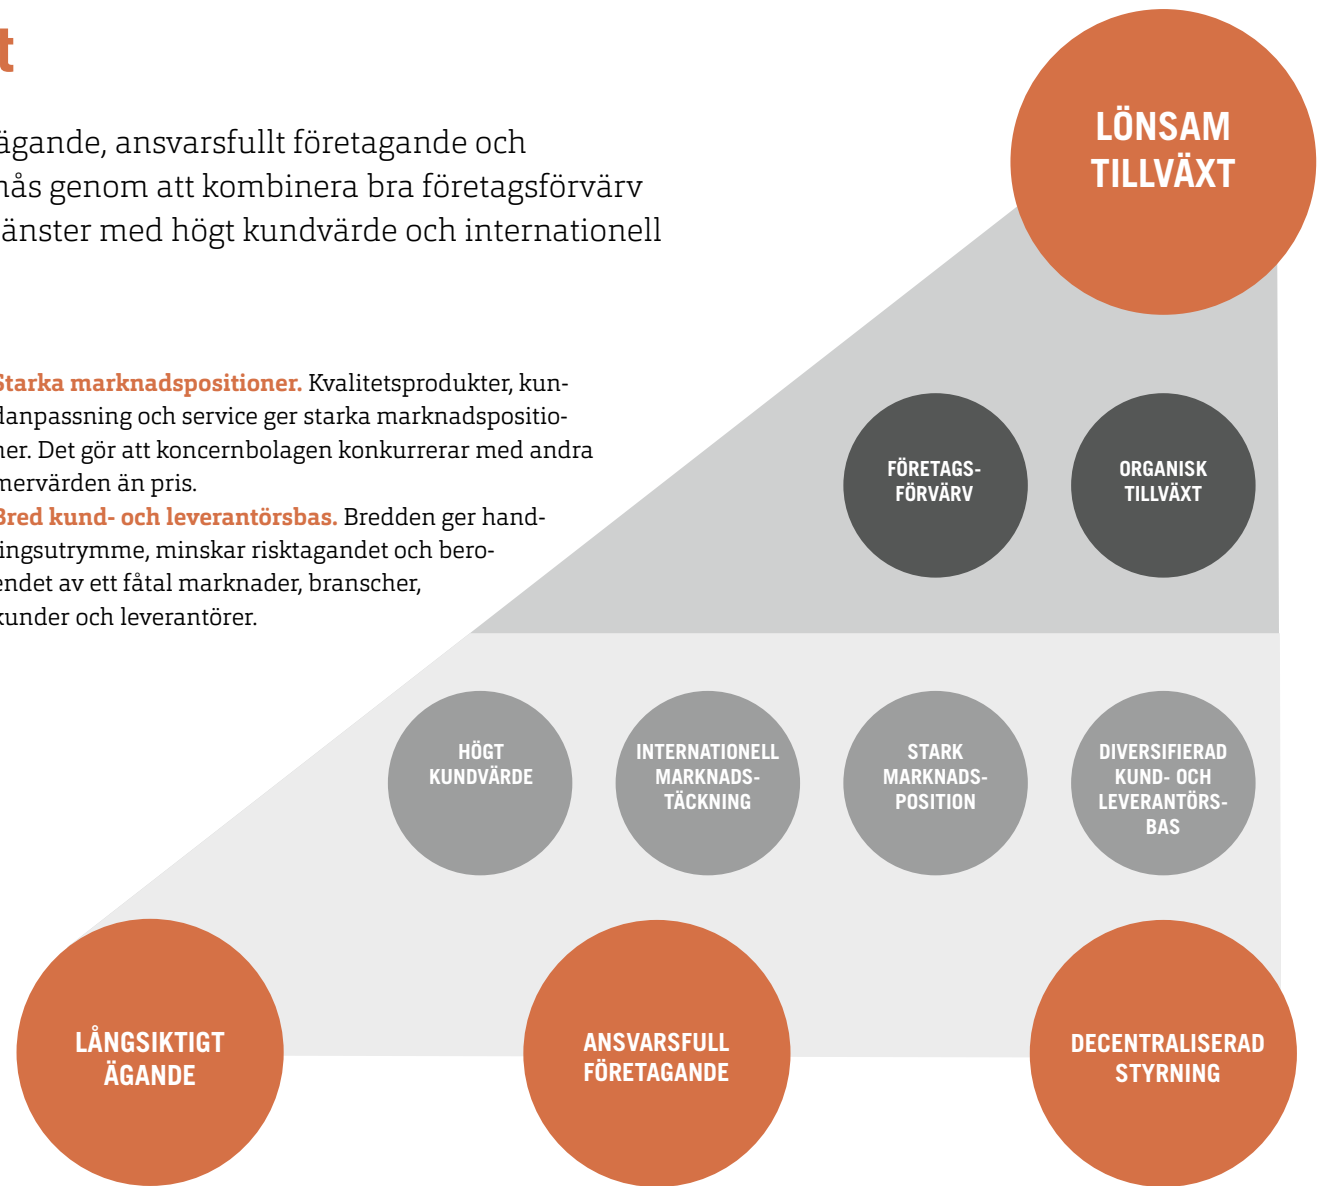 t
ägande, ansvarsfullt företagande och
nås genom att kombinera bra företagsförvärv
änster med högt kundvärde och internationell
Starka marknadspositioner. Kvalitetsprodukter, kun-
danpassning och service ger starka marknadspositio-
ner. Det gör att koncernbolagen konkurrerar med andra
mervärden än pris.
Bred kund- och leverantörsbas. Bredden ger hand-
ingsutrymme, minskar risktagandet och bero-
endet av ett fåtal marknader, branscher,
kunder och leverantörer.
LÖNSAM
TILLVÄXT
FÖRETAGS-
FÖRVÄRV
ORGANISK
TILLVÄXT
HÖGT
KUNDVÄRDE
INTERNATIONELL
MARKNADS-
TÄCKNING
STARK
MARKNADS-
POSITION
DIVERSIFIERAD
KUND- OCH
LEVERANTÖRS-
BAS
LÅNGSIKTIGT
ÄGANDE
ANSVARSFULL
FÖRETAGANDE
DECENTRALISERAD
STYRNING